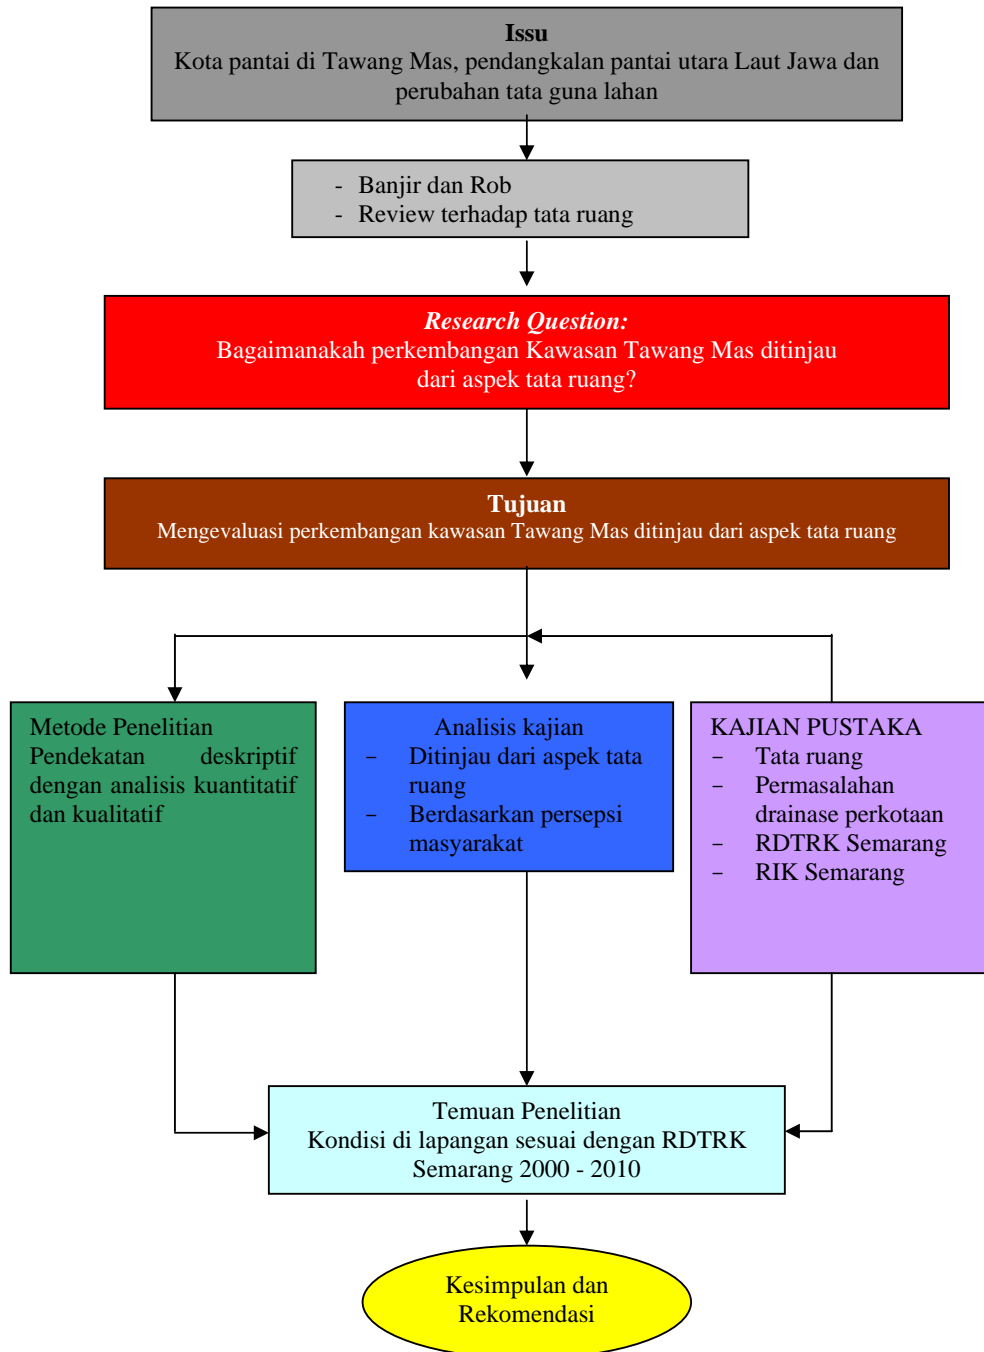 Issu
Kota pantai di Tawang Mas, pendangkalan pantai utara Laut Jawa dan
perubahan tata guna lahan
- Banjir dan Rob
- Review terhadap tata ruang
Research Question:
Bagaimanakah perkembangan Kawasan Tawang Mas ditinjau
dari aspek tata ruang?
Tujuan
Mengevaluasi perkembangan kawasan Tawang Mas ditinjau dari aspek tata ruang
Metode Penelitian
Pendekatan deskriptif
dengan analisis kuantitatif
dan kualitatif
Analisis kajian
- Ditinjau dari aspek tata
ruang
- Berdasarkan persepsi
masyarakat
KAJIAN PUSTAKA
- Tata ruang
- Permasalahan
drainase perkotaan
- RDTRK Semarang
- RIK Semarang
Temuan Penelitian
Kondisi di lapangan sesuai dengan RDTRK
Semarang 2000 - 2010
Kesimpulan dan
Rekomendasi